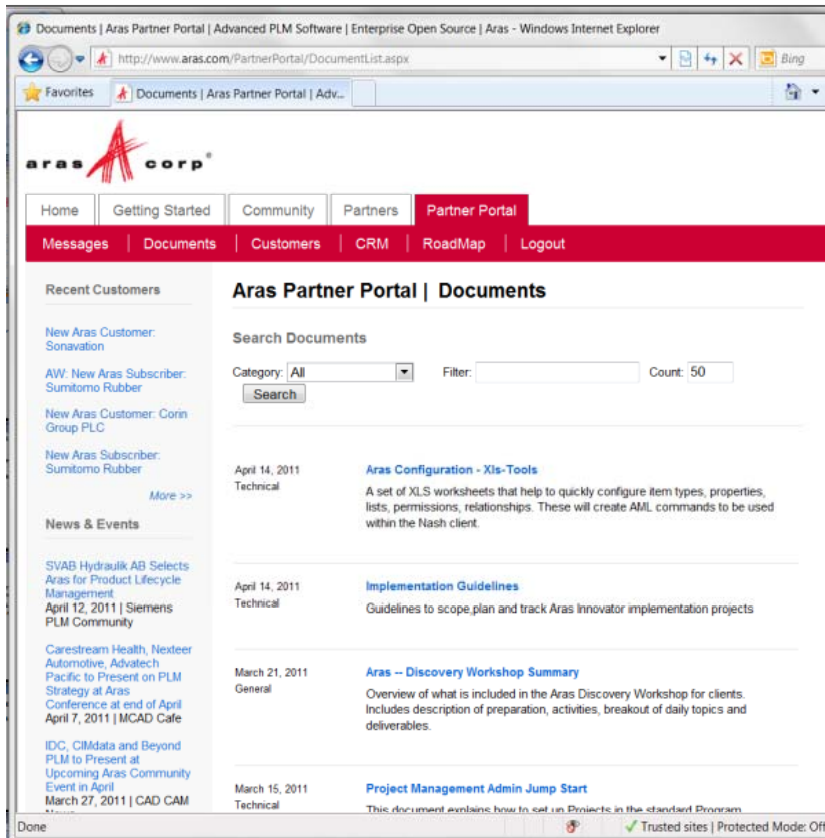 Documents | Aras Partner Portal | Advanced PLM Software | Enterprise Open Source | Aras - Windows Internet Explorer
http://www.aras.com/PartnerPortal/DocumentList.aspx
Bing
Favorites
Documents | Aras Partner Portal | Adv...
aras corp®
Home
Getting Started
Community
Partners
Partner Portal
Messages | Documents | Customers | CRM | RoadMap | Logout
Recent Customers
New Aras Customer:
Sonavation
AW: New Aras Subscriber:
Sumitomo Rubber
New Aras Customer: Corin
Group PLC
New Aras Subscriber:
Sumitomo Rubber
More >>
News & Events
SVAB Hydraulik AB Selects
Aras for Product Lifecycle
Management
April 12, 2011 | Siemens
PLM Community
Carestream Health, Nexteer
Automotive, Advatech
Pacific to Present on PLM
Strategy at Aras
Conference at end of April
April 7, 2011 | MCAD Cafe
IDC, CIMdata and Beyond
PLM to Present at
Upcoming Aras Community
Event in April
March 27, 2011 | CAD CAM
Aras Partner Portal | Documents
Search Documents
Category: All
Filter:
Count: 50
Search
April 14, 2011
Technical
Aras Configuration - Xls-Tools
A set of XLS worksheets that help to quickly configure item types, properties,
lists, permissions, relationships. These will create AML commands to be used
within the Nash client.
April 14, 2011
Technical
Implementation Guidelines
Guidelines to scope,plan and track Aras Innovator implementation projects
March 21, 2011
General
Aras -- Discovery Workshop Summary
Overview of what is included in the Aras Discovery Workshop for clients.
Includes description of preparation, activities, breakout of daily topics and
deliverables.
March 15, 2011
Technical
Project Management Admin Jump Start
This document explains how to set up Projects in the standard Program
Done
Trusted sites | Protected Mode: Off